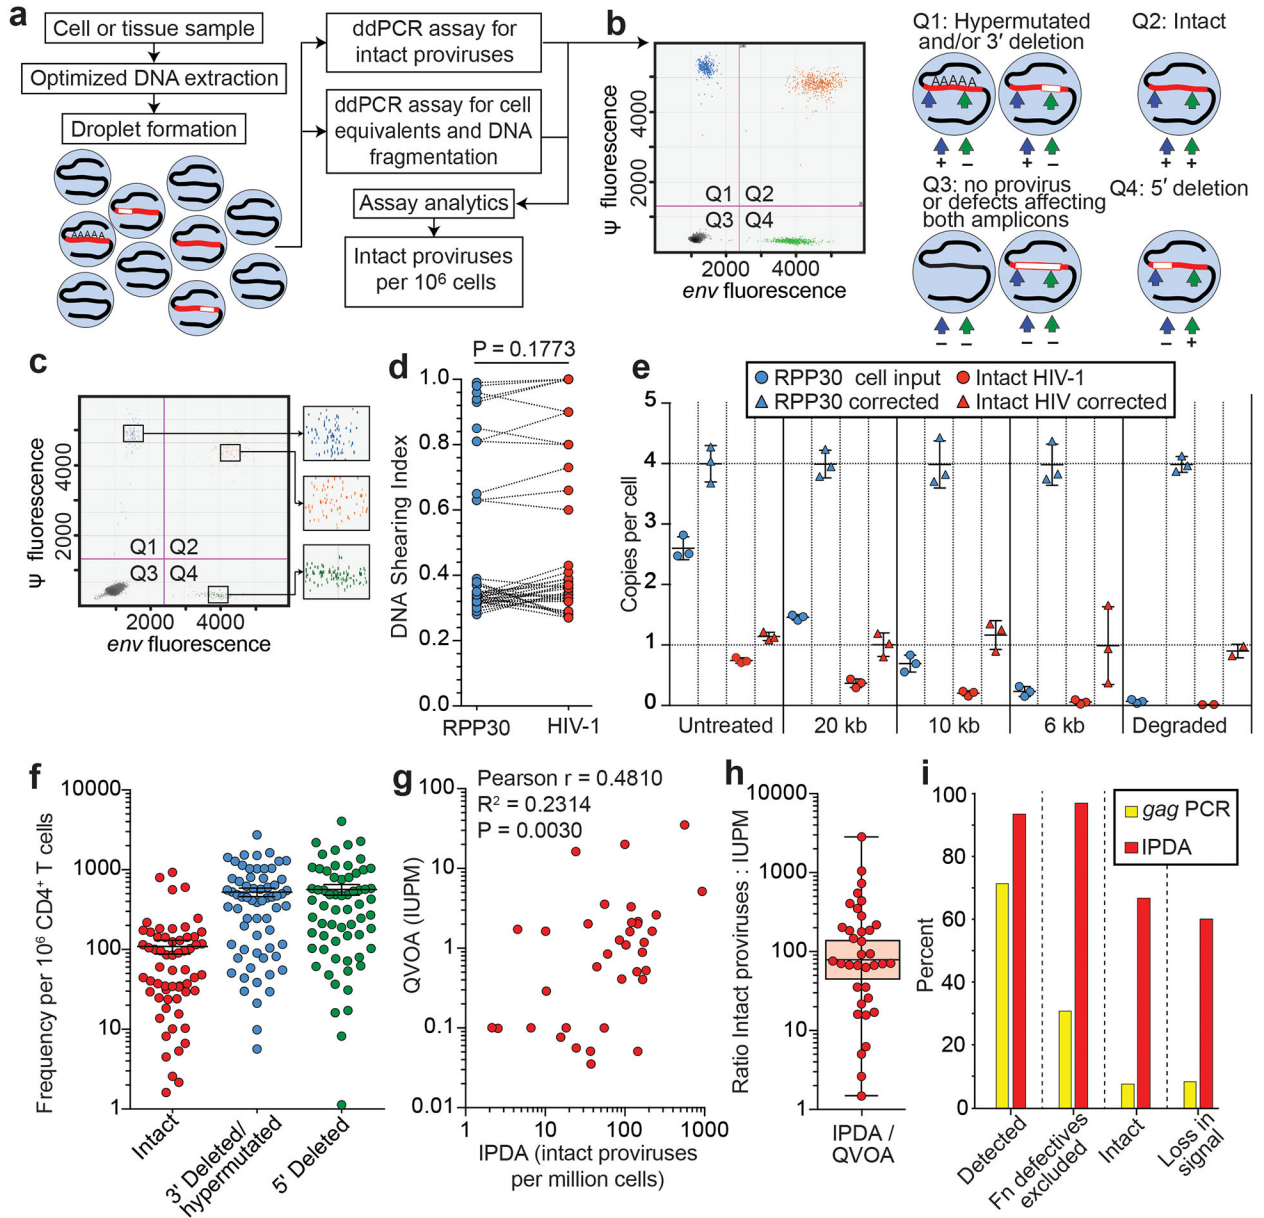 a
Cell or tissue sample
Optimized DNA extraction
Droplet formation
AAAAA
ddPCR assay for
intact proviruses
ddPCR assay for cell
equivalents and DNA
fragmentation
Assay analytics
Intact proviruses
per 10⁶ cells
b
ψ fluorescence
4000
2000
Q1 Q2
Q3 Q4
2000 4000
env fluorescence
Q1: Hypermutated
and/or 3′ deletion
Q2: Intact
AAAAA
+ – + – + +
Q3: no provirus
or defects affecting
both amplicons
Q4: 5′ deletion
– – – – – +
c
ψ fluorescence
4000
2000
Q1 Q2
Q3 Q4
2000 4000
env fluorescence
d
P = 0.1773
DNA Shearing Index
1.0
0.8
0.6
0.4
0.2
0.0
RPP30 HIV-1
e
RPP30 cell input
Intact HIV-1
RPP30 corrected
Intact HIV corrected
Copies per cell
5
4
3
2
1
0
Untreated 20 kb 10 kb 6 kb Degraded
f
Frequency per 10⁶ CD4⁺ T cells
10000
1000
100
10
1
Intact
3' Deleted/
hypermutated
5' Deleted
g
Pearson r = 0.4810
R² = 0.2314
P = 0.0030
QVOA (IUPM)
100
10
1
0.1
0.01
1 10 100 1000
IPDA (intact proviruses
per million cells)
h
Ratio Intact proviruses : IUPM
10000
1000
100
10
1
IPDA /
QVOA
i
gag PCR
IPDA
Percent
100
80
60
40
20
0
Detected
Fn defectives
excluded
Intact
Loss in
signal